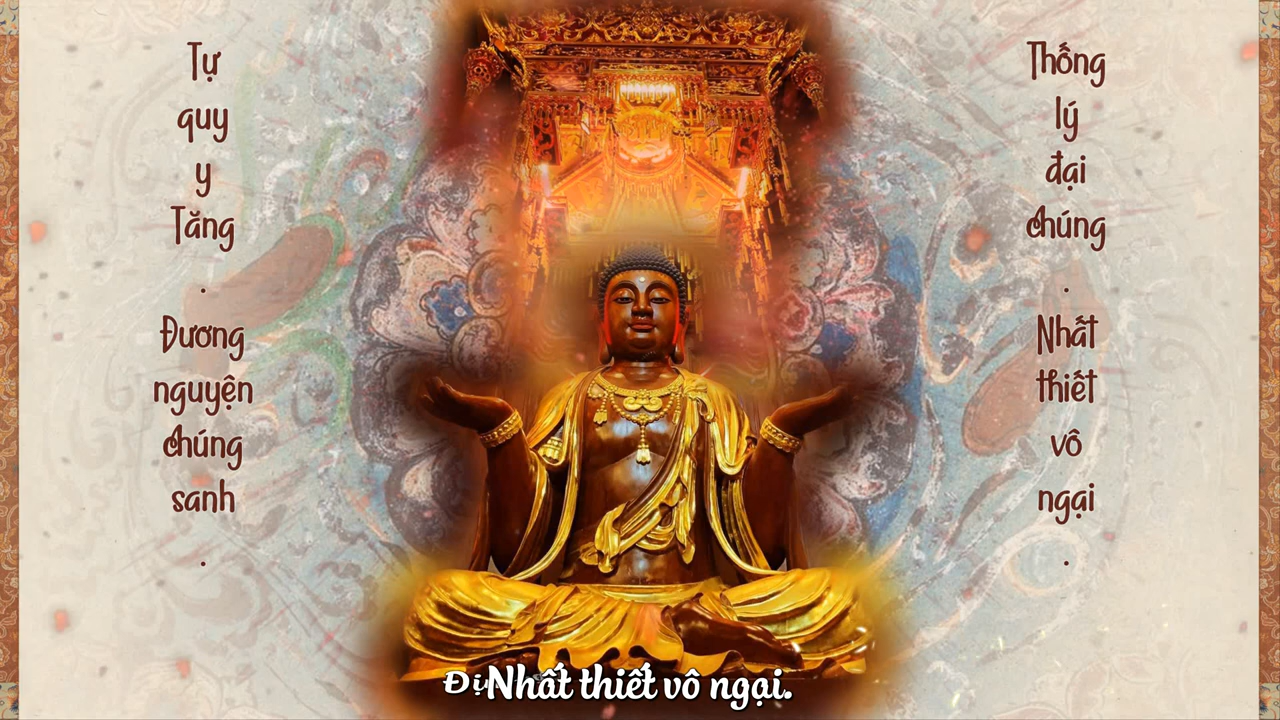 Tự
quy
y
Tăng
.
Đương
nguyện
chúng
sanh
.
Thống
lý
đại
chúng
.
Nhất
thiết
vô
ngại
.
Nhất thiết vô ngại.